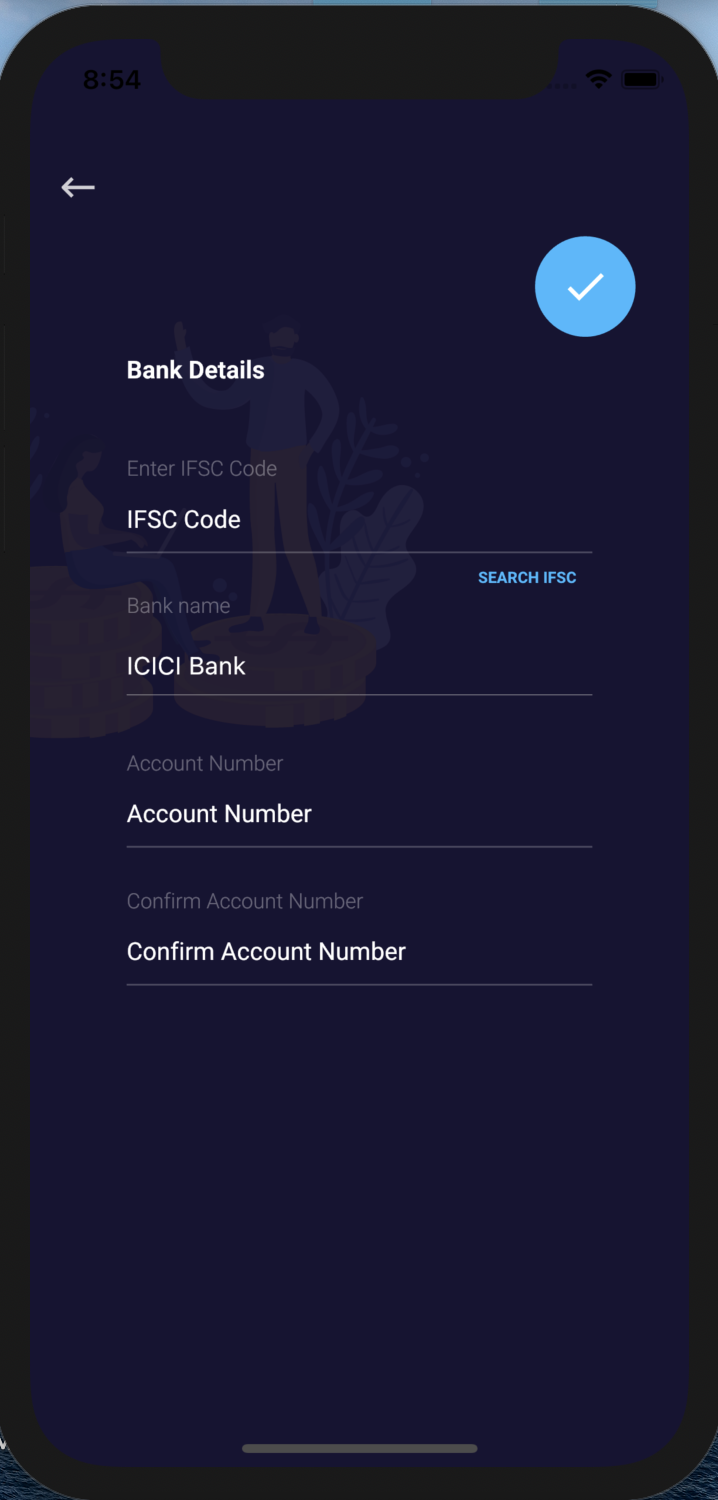 8:54
Bank Details
Enter IFSC Code
IFSC Code
SEARCH IFSC
Bank name
ICICI Bank
Account Number
Account Number
Confirm Account Number
Confirm Account Number